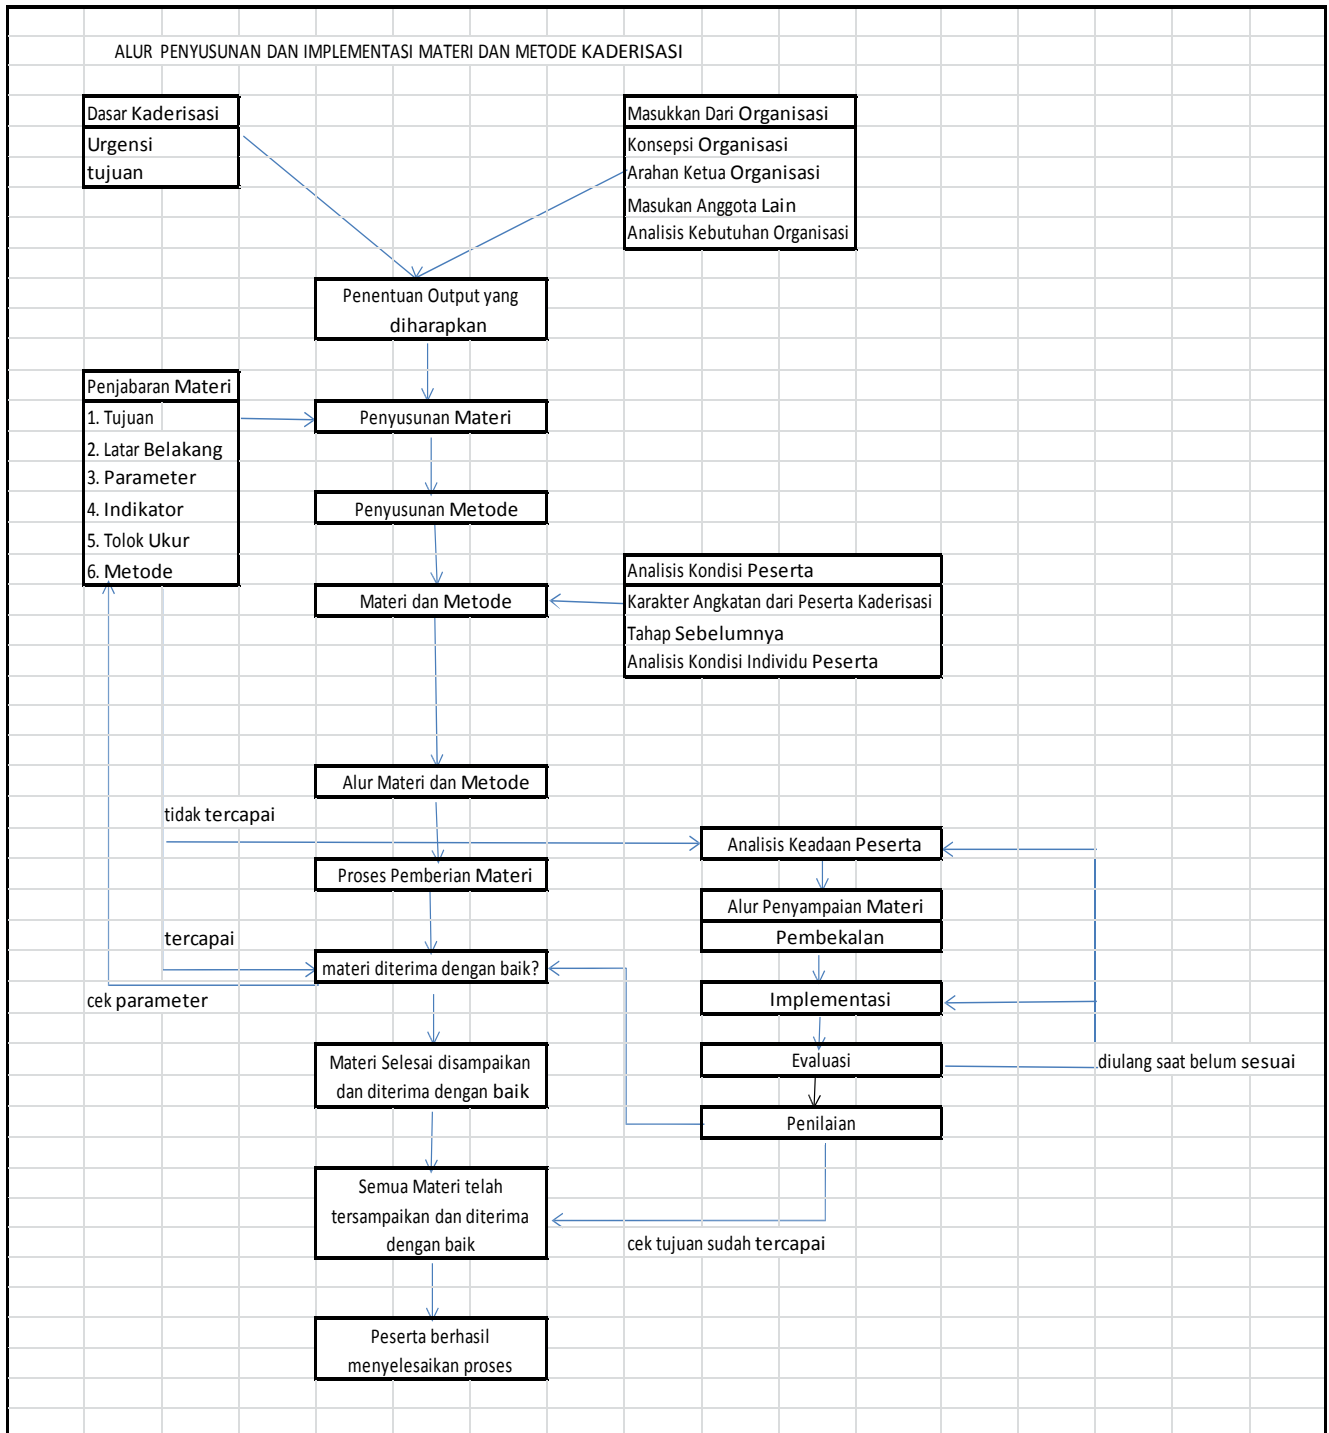 ALUR PENYUSUNAN DAN IMPLEMENTASI MATERI DAN METODE KADERISASI
Dasar Kaderisasi
Urgensi
tujuan
Masukkan Dari Organisasi
Konsepsi Organisasi
Arahan Ketua Organisasi
Masukan Anggota Lain
Analisis Kebutuhan Organisasi
Penentuan Output yang
diharapkan
Penjabaran Materi
1. Tujuan
2. Latar Belakang
3. Parameter
4. Indikator
5. Tolok Ukur
6. Metode
Penyusunan Materi
Penyusunan Metode
Materi dan Metode
Analisis Kondisi Peserta
Karakter Angkatan dari Peserta Kaderisasi
Tahap Sebelumnya
Analisis Kondisi Individu Peserta
Alur Materi dan Metode
tidak tercapai
Proses Pemberian Materi
tercapai
materi diterima dengan baik?
cek parameter
Materi Selesai disampaikan
dan diterima dengan baik
Semua Materi telah
tersampaikan dan diterima
dengan baik
Peserta berhasil
menyelesaikan proses
Analisis Keadaan Peserta
Alur Penyampaian Materi
Pembekalan
Implementasi
Evaluasi
diulang saat belum sesuai
Penilaian
cek tujuan sudah tercapai